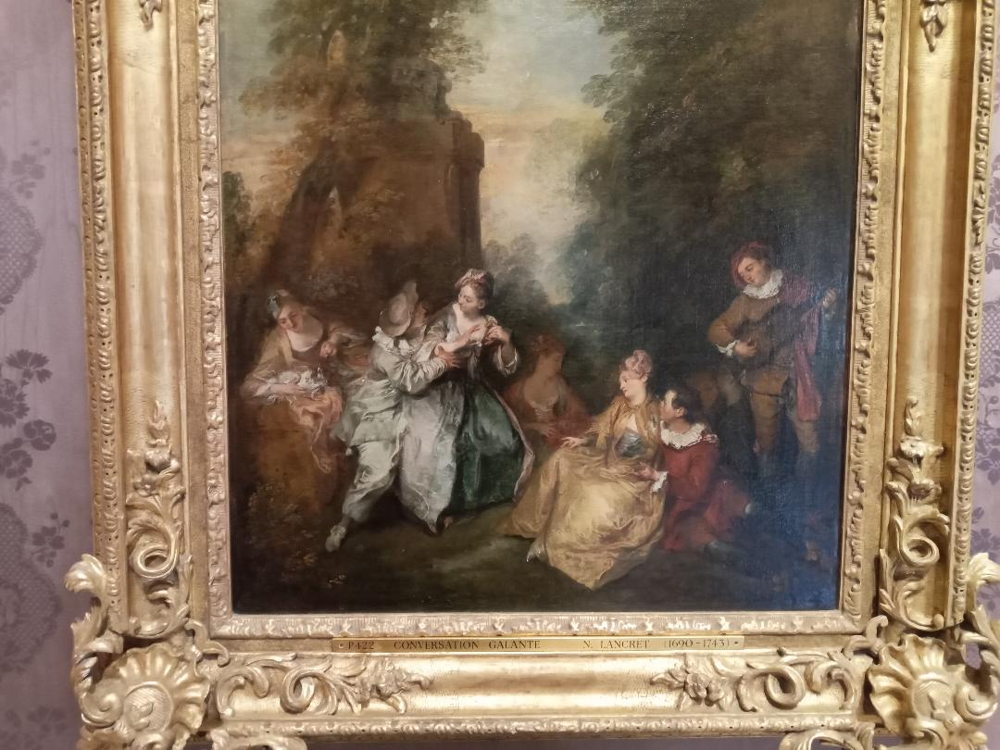 • P422 CONVERSATION GALANTE N. LANCRET (1690-1743) •